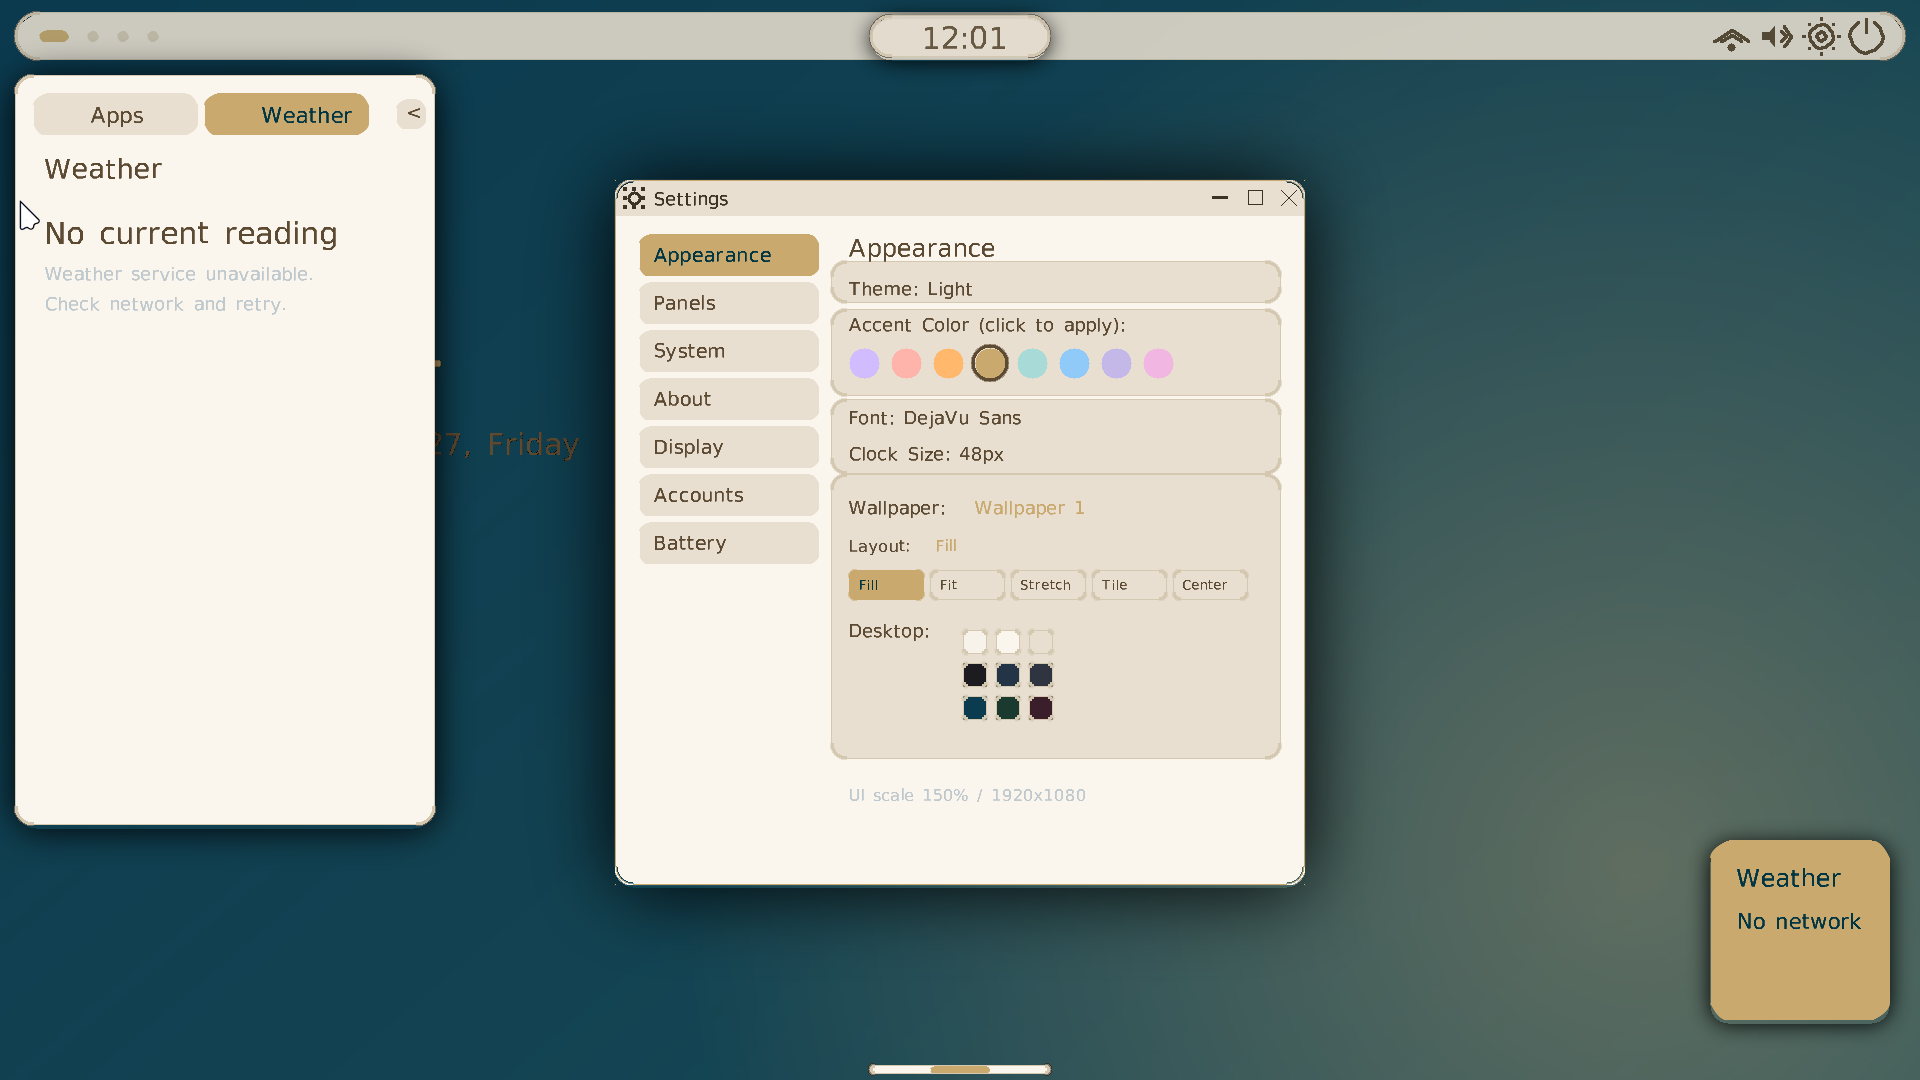 12:01
Apps
Weather
<
Weather
No current reading
Weather service unavailable.
Check network and retry.
27, Friday
Settings
Appearance
Panels
System
About
Display
Accounts
Battery
Appearance
Theme: Light
Accent Color (click to apply):
Font: DejaVu Sans
Clock Size: 48px
Wallpaper: Wallpaper 1
Layout: Fill
Fill Fit Stretch Tile Center
Desktop:
UI scale 150% / 1920x1080
Weather
No network